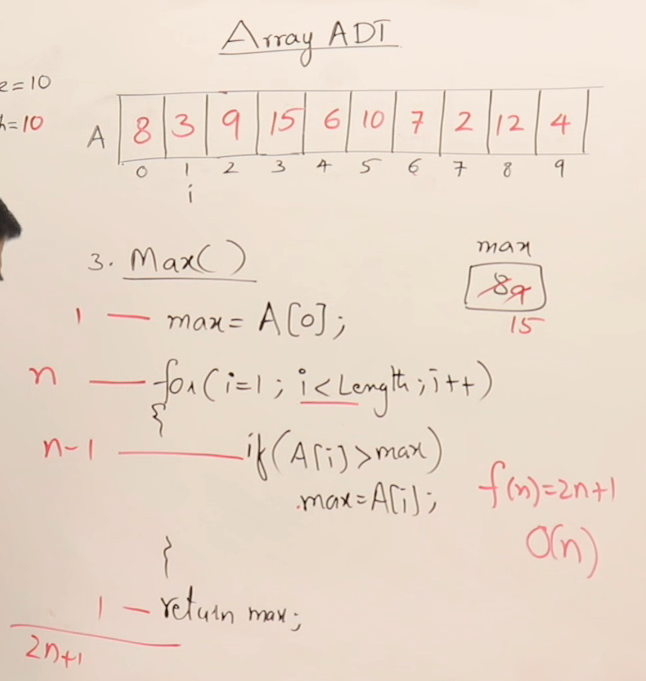 Array ADT
e=10
h=10
A 8 3 9 15 6 10 7 2 12 4
0 1 2 3 4 5 6 7 8 9
i
3. Max()
max
89
15
1 — max = A[0];
n — for(i=1; i<Length; i++)
{
n-1 — if(A[i]>max)
max=A[i];
f(n)=2n+1
O(n)
}
1 — return max;
2n+1